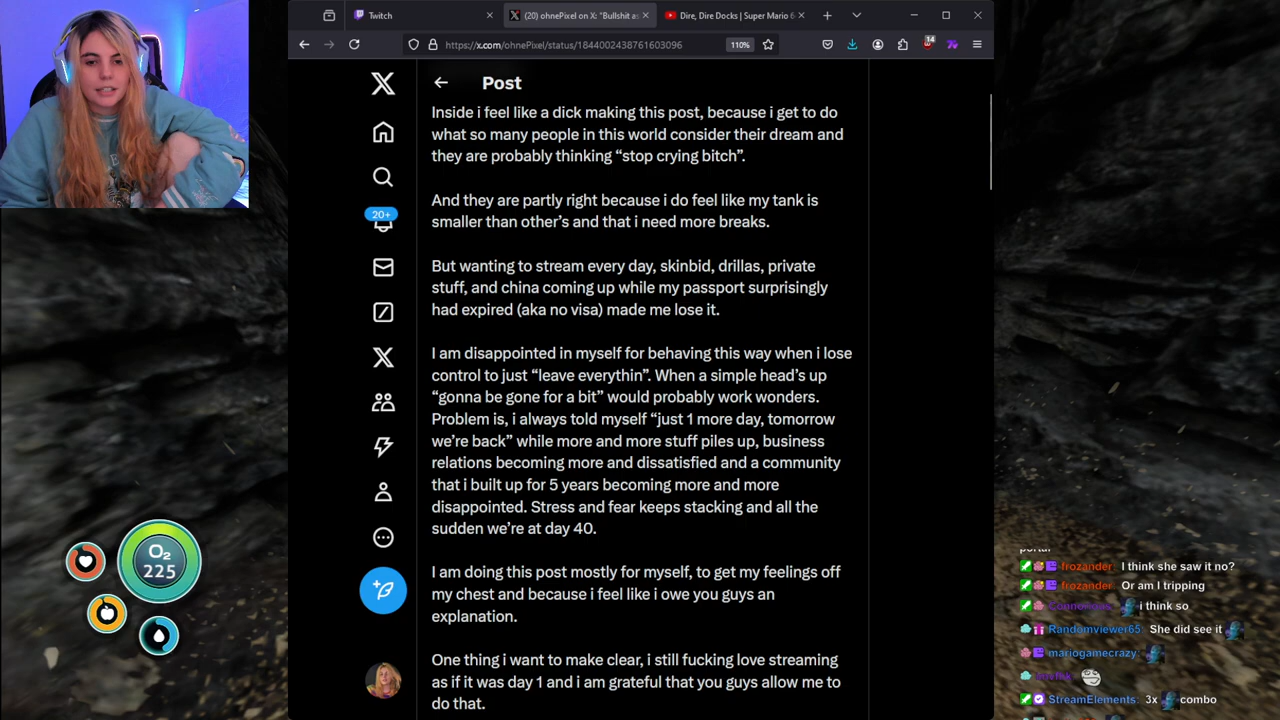 Twitch
(20) ohnePixel on X: "Bullshit as
Dire, Dire Docks | Super Mario 6
https://x.com/ohnePixel/status/1844002438761603096
110%
14
Post
Inside i feel like a dick making this post, because i get to do
what so many people in this world consider their dream and
they are probably thinking “stop crying bitch”.
And they are partly right because i do feel like my tank is
smaller than other’s and that i need more breaks.
20+
But wanting to stream every day, skinbid, drillas, private
stuff, and china coming up while my passport surprisingly
had expired (aka no visa) made me lose it.
I am disappointed in myself for behaving this way when i lose
control to just “leave everythin”. When a simple head’s up
“gonna be gone for a bit” would probably work wonders.
Problem is, i always told myself “just 1 more day, tomorrow
we’re back” while more and more stuff piles up, business
relations becoming more and dissatisfied and a community
that i built up for 5 years becoming more and more
disappointed. Stress and fear keeps stacking and all the
sudden we’re at day 40.
I am doing this post mostly for myself, to get my feelings off
my chest and because i feel like i owe you guys an
explanation.
One thing i want to make clear, i still fucking love streaming
as if it was day 1 and i am grateful that you guys allow me to
do that.
O₂
225
frozander I think she saw it no?
frozander Or am I tripping
i think so
Randomviewer65 She did see it
mariogamecrazy
StreamElements 3x combo